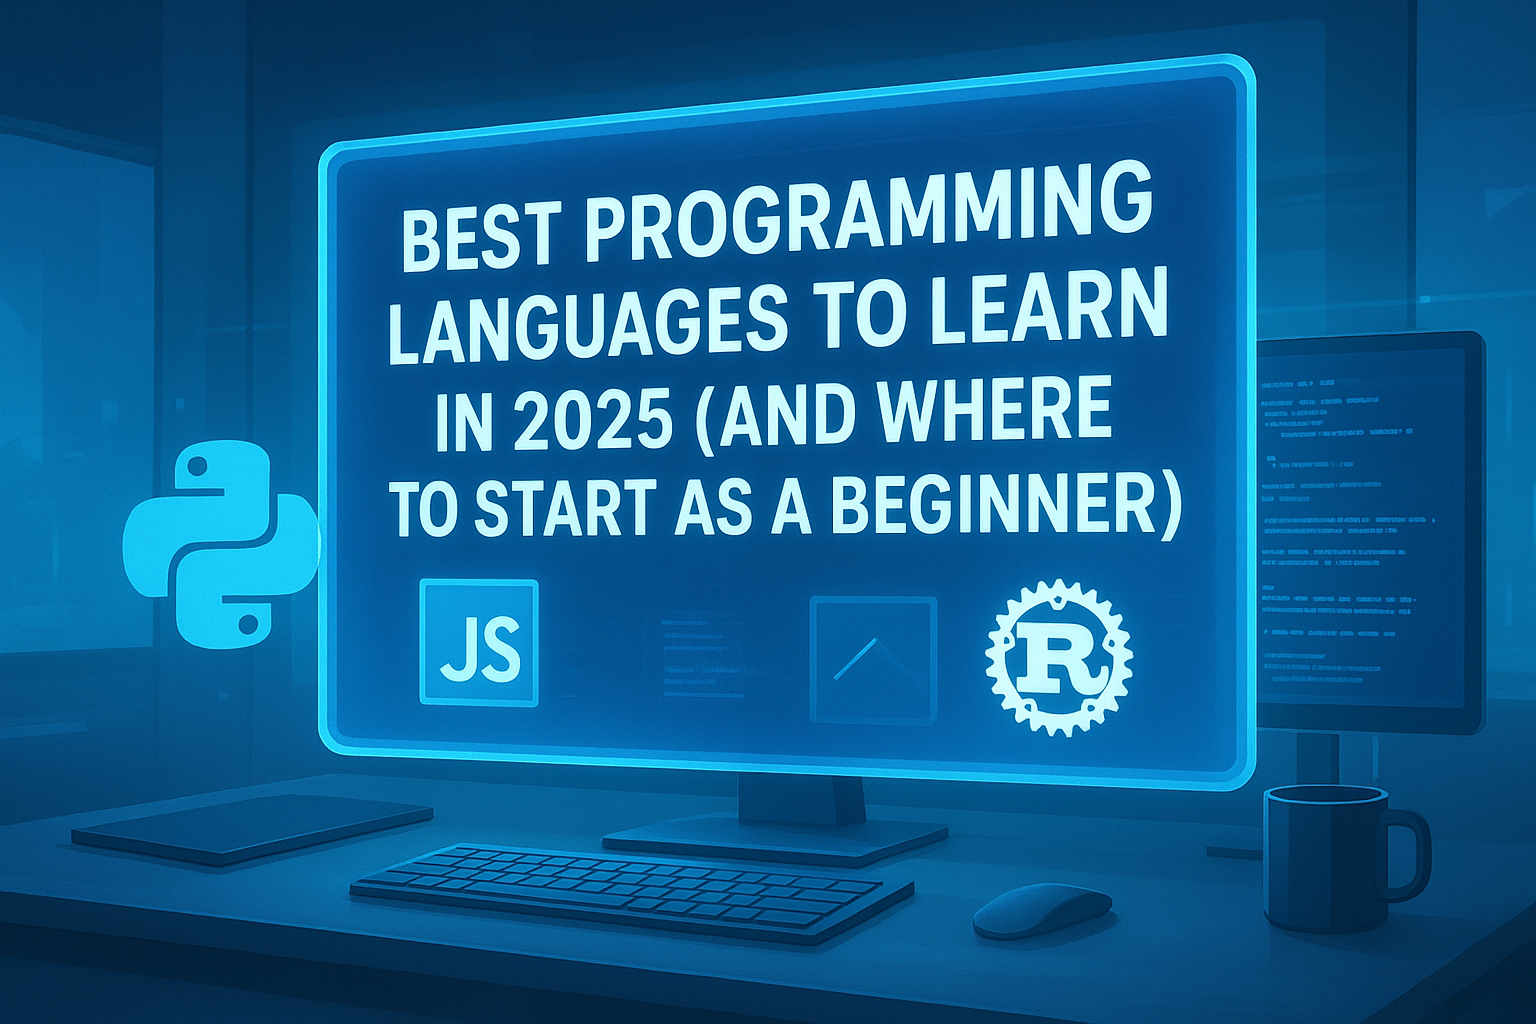 BEST PROGRAMMING
LANGUAGES TO LEARN
IN 2025 (AND WHERE
TO START AS A BEGINNER)
JS
R